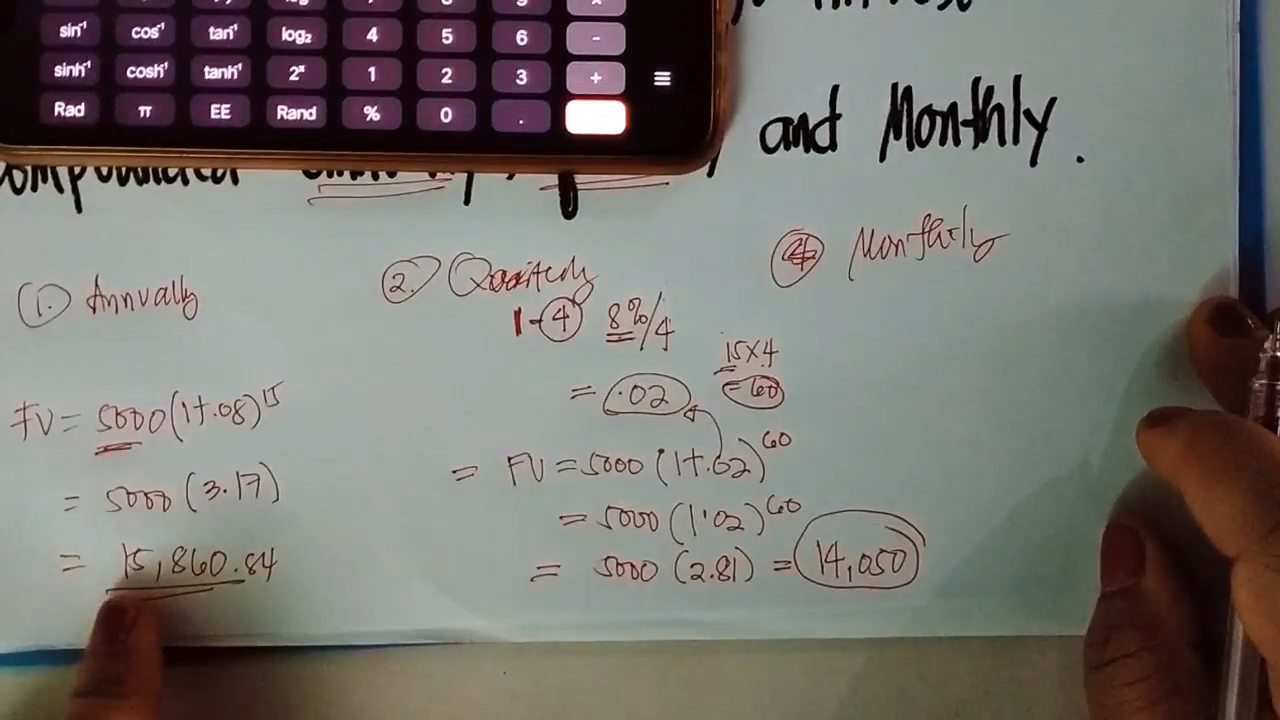 sin⁻¹ cos⁻¹ tan⁻¹ log₂ 4 5 6 -
sinh⁻¹ cosh⁻¹ tanh⁻¹ 2ˣ 1 2 3 +
Rad π EE Rand % 0 .
and Monthly.
1. Annually
FV = 5000(1+.08)¹⁵
= 5000 (3.17)
= 15,860.84
2. Quarterly
1-4 8%/4
= .02
15×4
= 60
= FV = 5000 (1+.02)⁶⁰
= 5000 (1.02)⁶⁰
= 5000 (2.81) = 14,050
Monthly